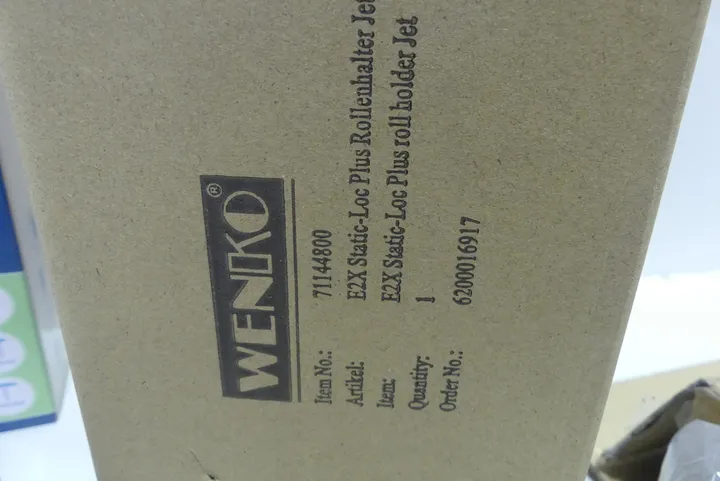 WENKO®
Item No.: 71144800
Artikel: E2X Static-Loc Plus Rollenhalter Jet
Item: E2X Static-Loc Plus roll holder Jet
Quantity: 1
Order No.: 6200016917